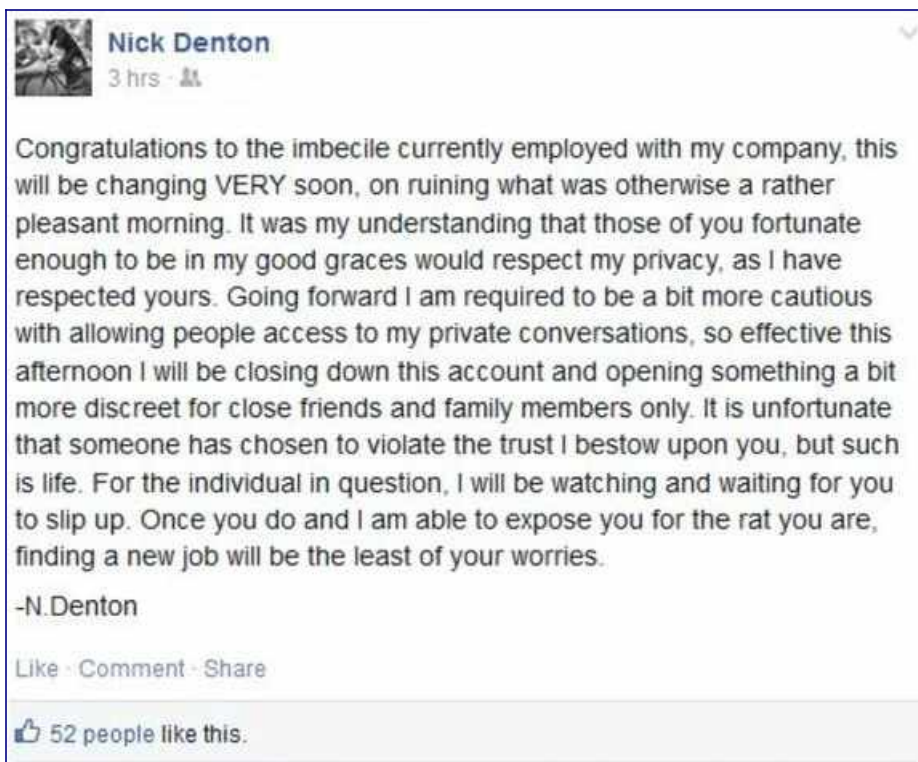 Nick Denton
3 hrs ·
Congratulations to the imbecile currently employed with my company, this
will be changing VERY soon, on ruining what was otherwise a rather
pleasant morning. It was my understanding that those of you fortunate
enough to be in my good graces would respect my privacy, as I have
respected yours. Going forward I am required to be a bit more cautious
with allowing people access to my private conversations, so effective this
afternoon I will be closing down this account and opening something a bit
more discreet for close friends and family members only. It is unfortunate
that someone has chosen to violate the trust I bestow upon you, but such
is life. For the individual in question, I will be watching and waiting for you
to slip up. Once you do and I am able to expose you for the rat you are,
finding a new job will be the least of your worries.
-N.Denton
Like · Comment · Share
52 people like this.